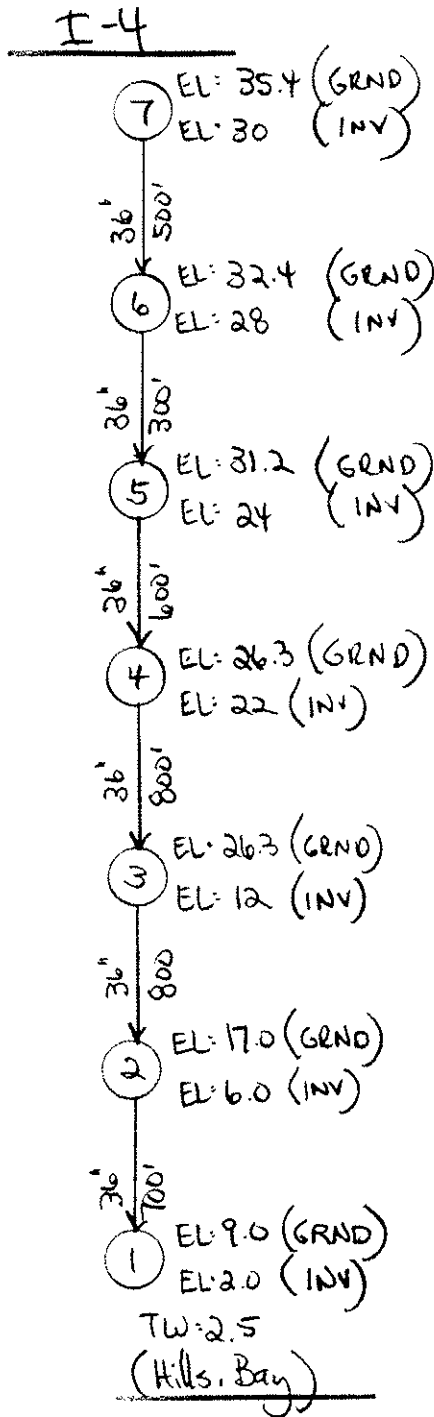 I-4
7
EL: 35.4 (GRND)
EL: 30 (INV)
36"
500'
6
EL: 32.4 (GRND)
EL: 28 (INV)
36"
300'
5
EL: 31.2 (GRND)
EL: 24 (INV)
36"
600'
4
EL: 26.3 (GRND)
EL: 22 (INV)
36"
800'
3
EL: 26.3 (GRND)
EL: 12 (INV)
36"
800
2
EL: 17.0 (GRND)
EL: 6.0 (INV)
36"
700'
1
EL: 9.0 (GRND)
EL: 2.0 (INV)
TW: 2.5
(Hills. Bay)